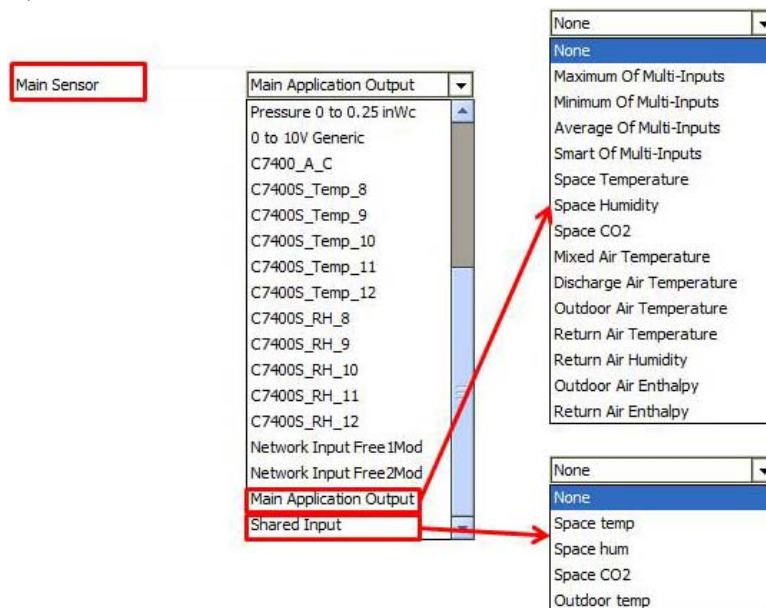 Main Sensor
Main Application Output
Pressure 0 to 0.25 inWc
0 to 10V Generic
C7400_A_C
C7400S_Temp_8
C7400S_Temp_9
C7400S_Temp_10
C7400S_Temp_11
C7400S_Temp_12
C7400S_RH_8
C7400S_RH_9
C7400S_RH_10
C7400S_RH_11
C7400S_RH_12
Network Input Free1Mod
Network Input Free2Mod
Main Application Output
Shared Input
None
None
Maximum Of Multi-Inputs
Minimum Of Multi-Inputs
Average Of Multi-Inputs
Smart Of Multi-Inputs
Space Temperature
Space Humidity
Space CO2
Mixed Air Temperature
Discharge Air Temperature
Outdoor Air Temperature
Return Air Temperature
Return Air Humidity
Outdoor Air Enthalpy
Return Air Enthalpy
None
None
Space temp
Space hum
Space CO2
Outdoor temp